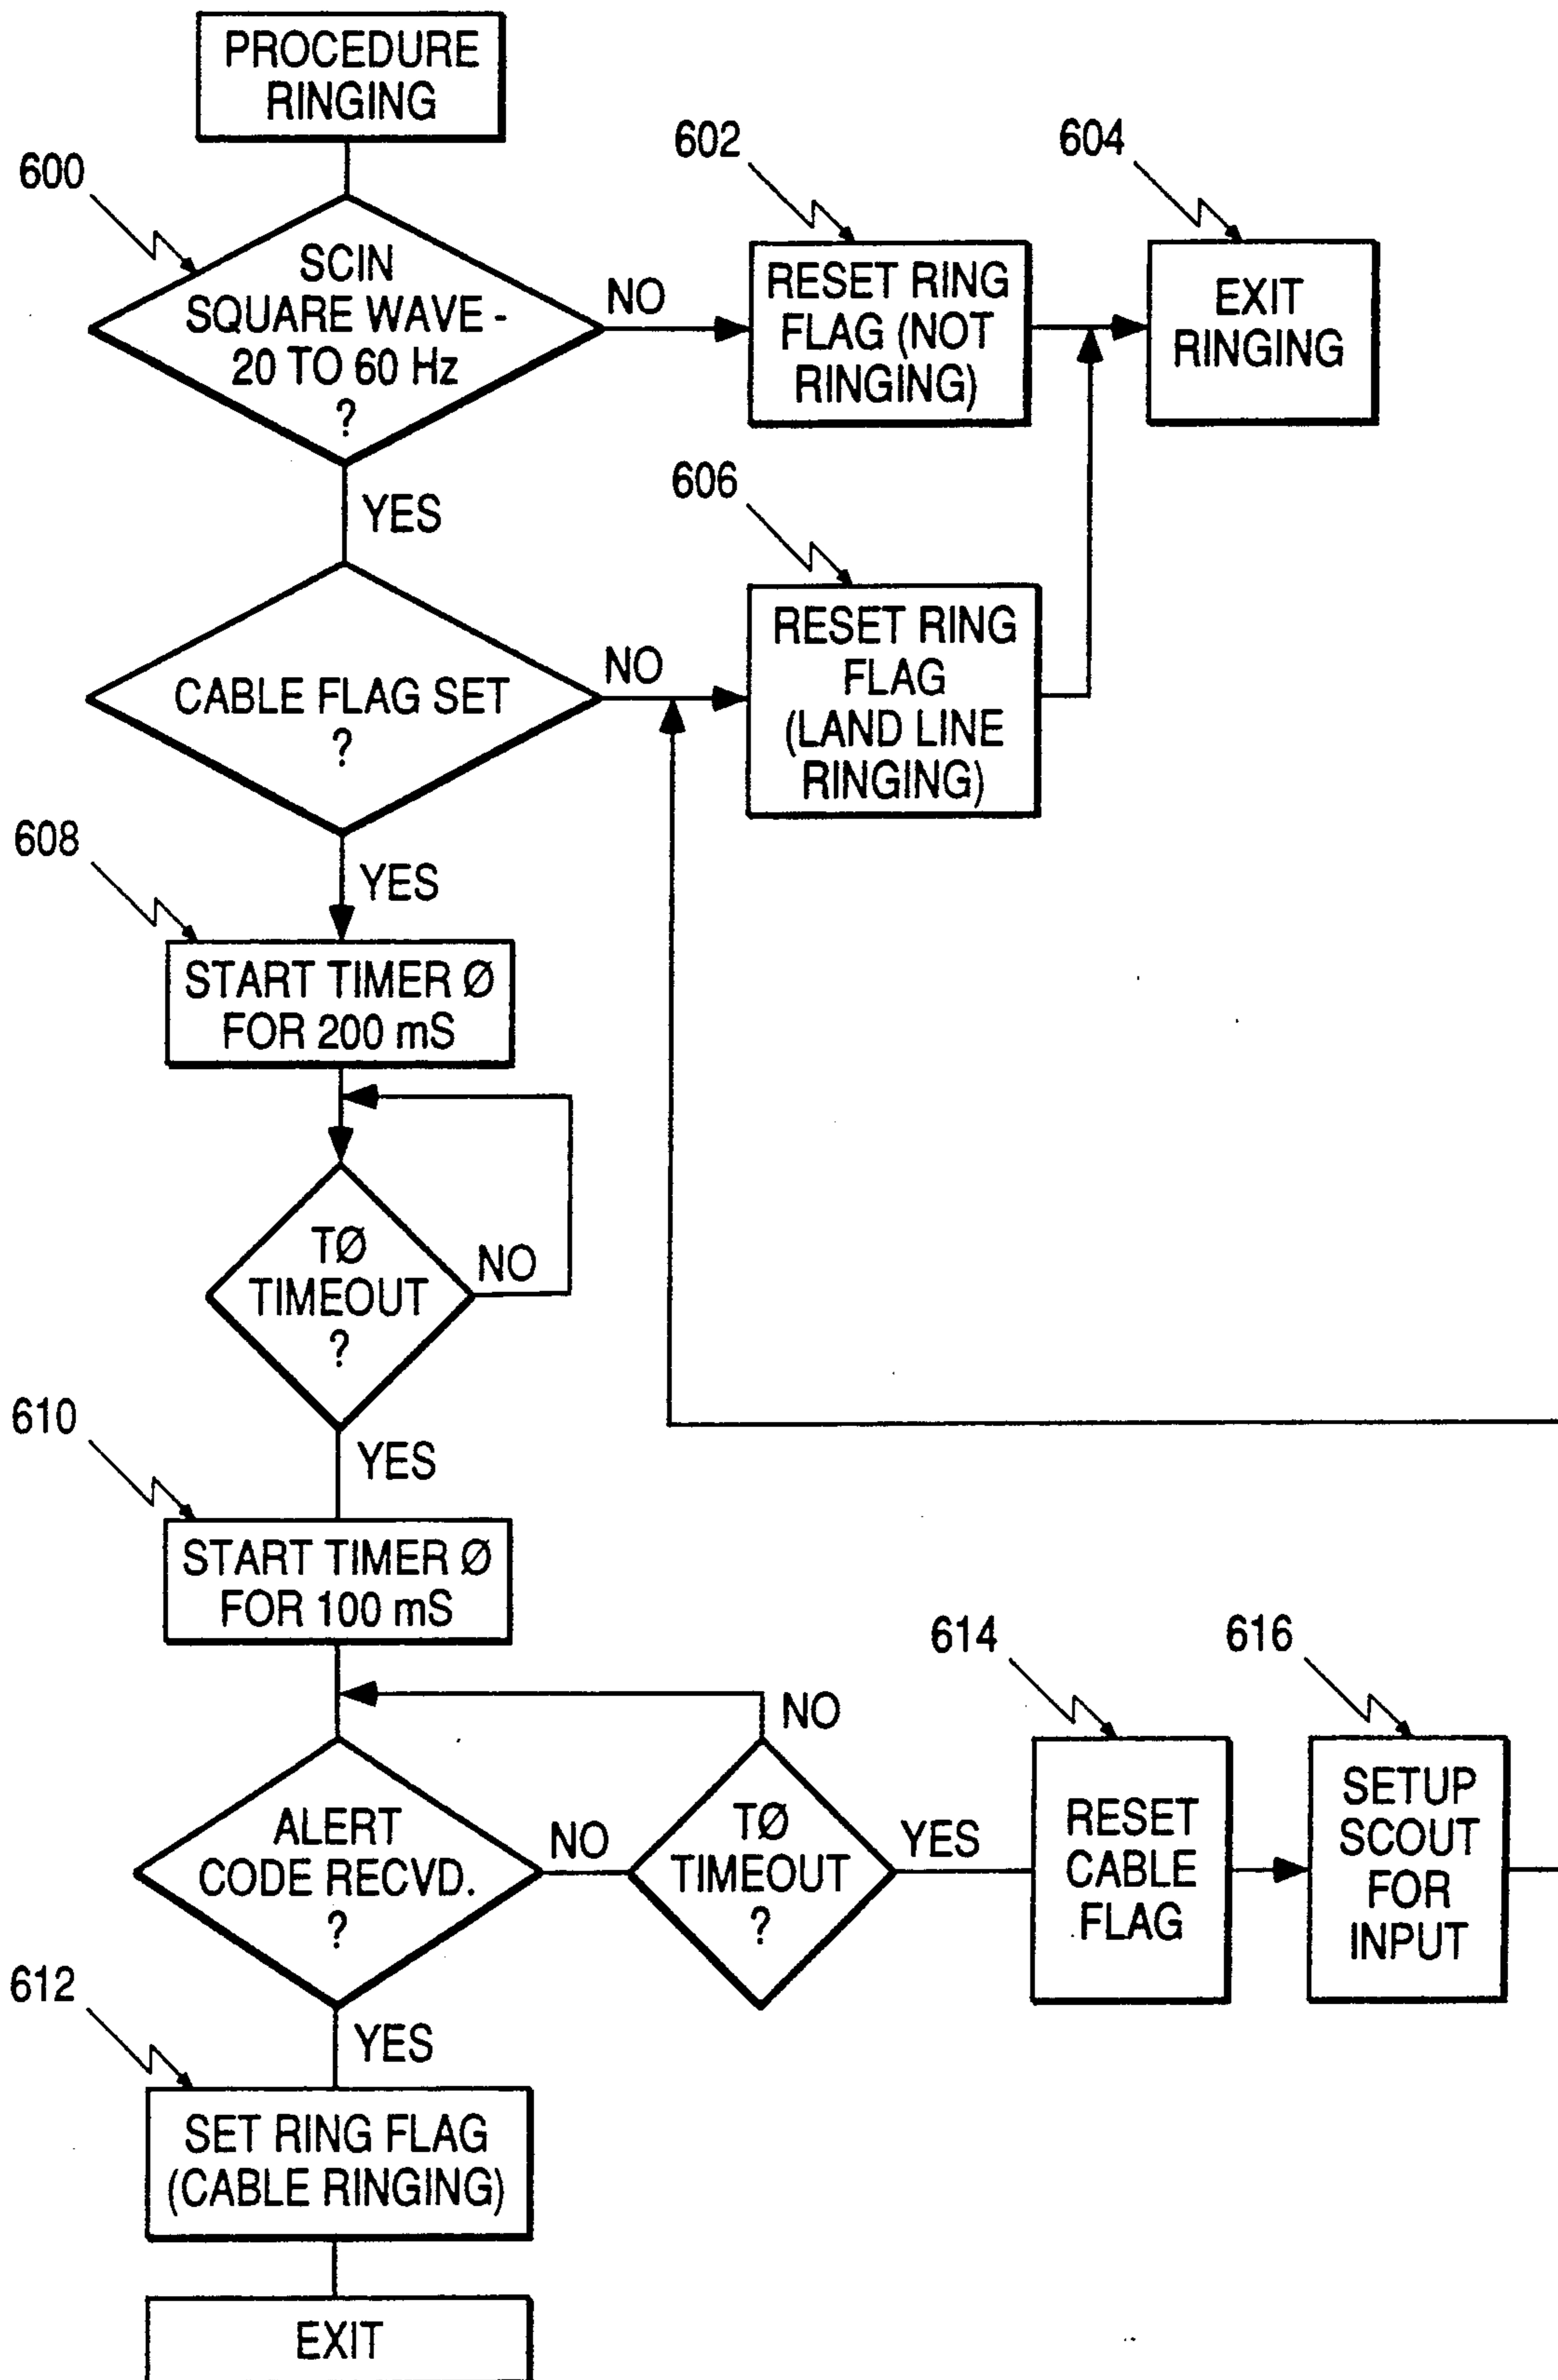 PROCEDURE
RINGING
600
SCIN
SQUARE WAVE -
20 TO 60 Hz
?
NO
602
RESET RING
FLAG (NOT
RINGING)
604
EXIT
RINGING
YES
CABLE FLAG SET
?
NO
606
RESET RING
FLAG
(LAND LINE
RINGING)
YES
608
START TIMER Ø
FOR 200 mS
TØ
TIMEOUT
?
NO
YES
610
START TIMER Ø
FOR 100 mS
ALERT
CODE RECVD.
?
NO
TØ
TIMEOUT
?
NO
YES
614
RESET
CABLE
FLAG
616
SETUP
SCOUT
FOR
INPUT
YES
612
SET RING FLAG
(CABLE RINGING)
EXIT